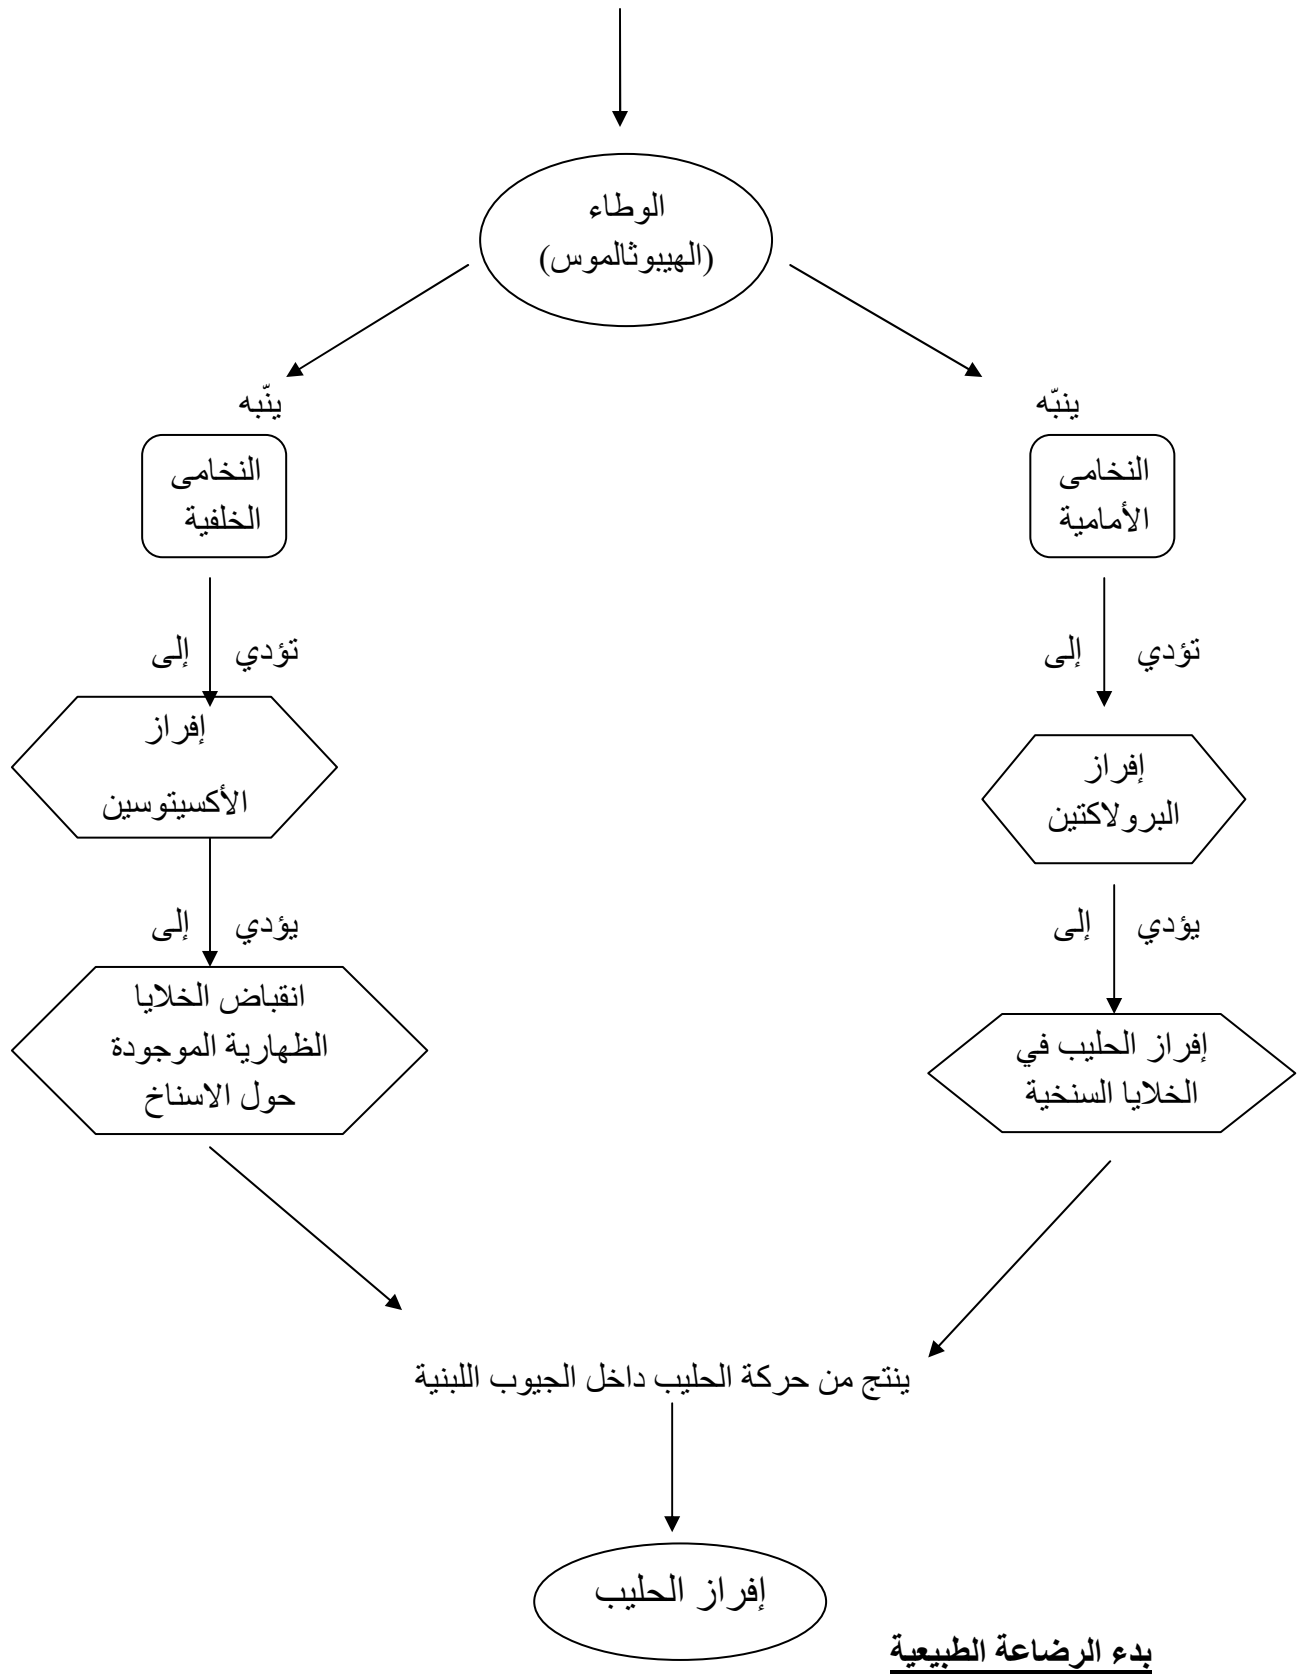 الوطاء
(الهيبوثالموس)
ينبّه
ينّبه
النخامى
الأمامية
النخامى
الخلفية
تؤدي إلى
تؤدي إلى
إفراز
البرولاكتين
إفراز
الأكسيتوسين
يؤدي إلى
يؤدي إلى
إفراز الحليب في
الخلايا السنخية
انقباض الخلايا
الظهارية الموجودة
حول الاسناخ
ينتج من حركة الحليب داخل الجيوب اللبنية
إفراز الحليب
بدء الرضاعة الطبيعية